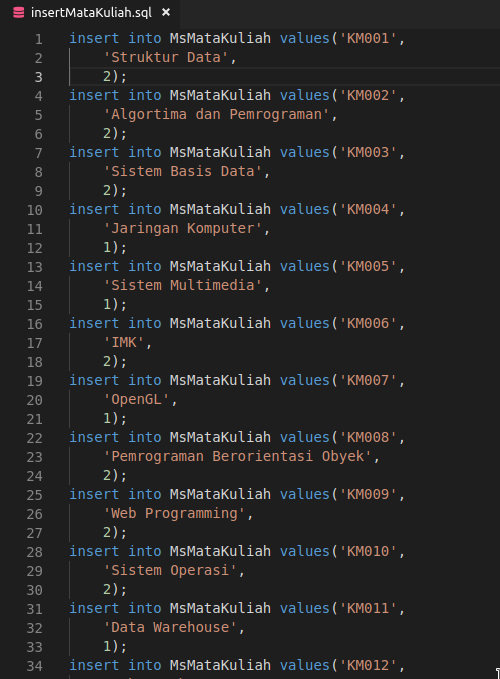 insertMataKuliah.sql ×
1 insert into MsMataKuliah values('KM001',
2 'Struktur Data',
3 2);
4 insert into MsMataKuliah values('KM002',
5 'Algortima dan Pemrograman',
6 2);
7 insert into MsMataKuliah values('KM003',
8 'Sistem Basis Data',
9 2);
10 insert into MsMataKuliah values('KM004',
11 'Jaringan Komputer',
12 1);
13 insert into MsMataKuliah values('KM005',
14 'Sistem Multimedia',
15 1);
16 insert into MsMataKuliah values('KM006',
17 'IMK',
18 2);
19 insert into MsMataKuliah values('KM007',
20 'OpenGL',
21 1);
22 insert into MsMataKuliah values('KM008',
23 'Pemrograman Berorientasi Obyek',
24 2);
25 insert into MsMataKuliah values('KM009',
26 'Web Programming',
27 2);
28 insert into MsMataKuliah values('KM010',
29 'Sistem Operasi',
30 2);
31 insert into MsMataKuliah values('KM011',
32 'Data Warehouse',
33 1);
34 insert into MsMataKuliah values('KM012',